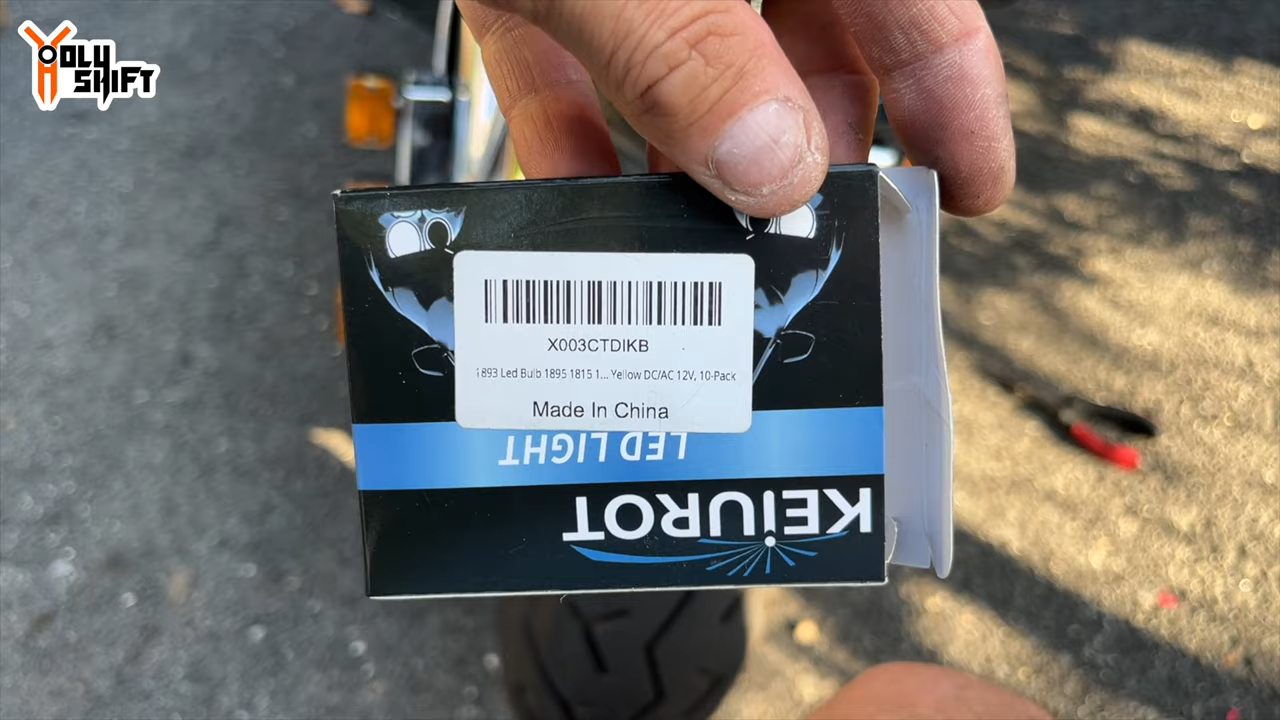 YOLY
SHIFT
X003CTDIKB
1893 Led Bulb 1895 1815 1... Yellow DC/AC 12V, 10-Pack
Made In China
LED LIGHT
KEiUROT